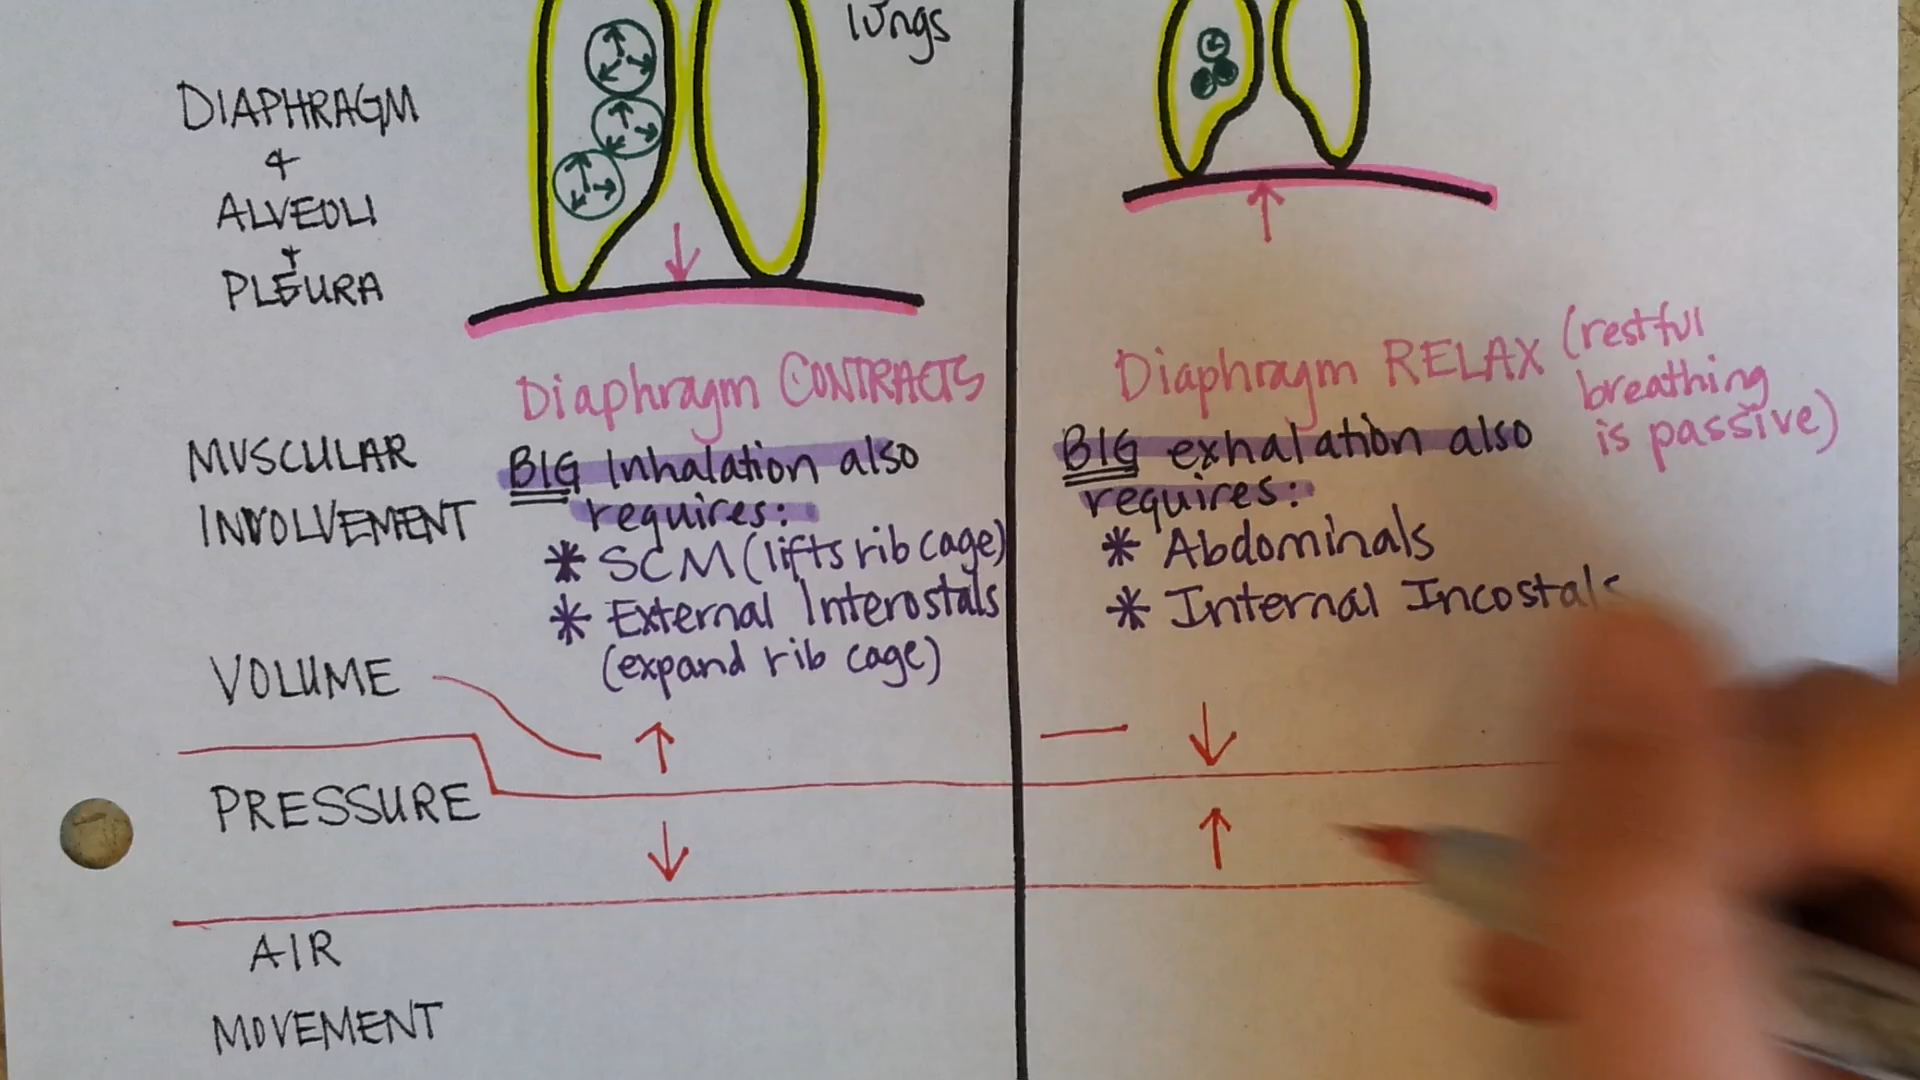 lungs
DIAPHRAGM
+
ALVEOLI
+
PLEURA
Diaphragm CONTRACTS
Diaphragm RELAX (restful
breathing
is passive)
MUSCULAR
INVOLVEMENT
BIG Inhalation also
requires:
* SCM (lifts rib cage)
* External Interostals
(expand rib cage)
BIG exhalation also
requires:
* Abdominals
* Internal Incostals
VOLUME
↑
↓
PRESSURE
↓
↑
AIR
MOVEMENT